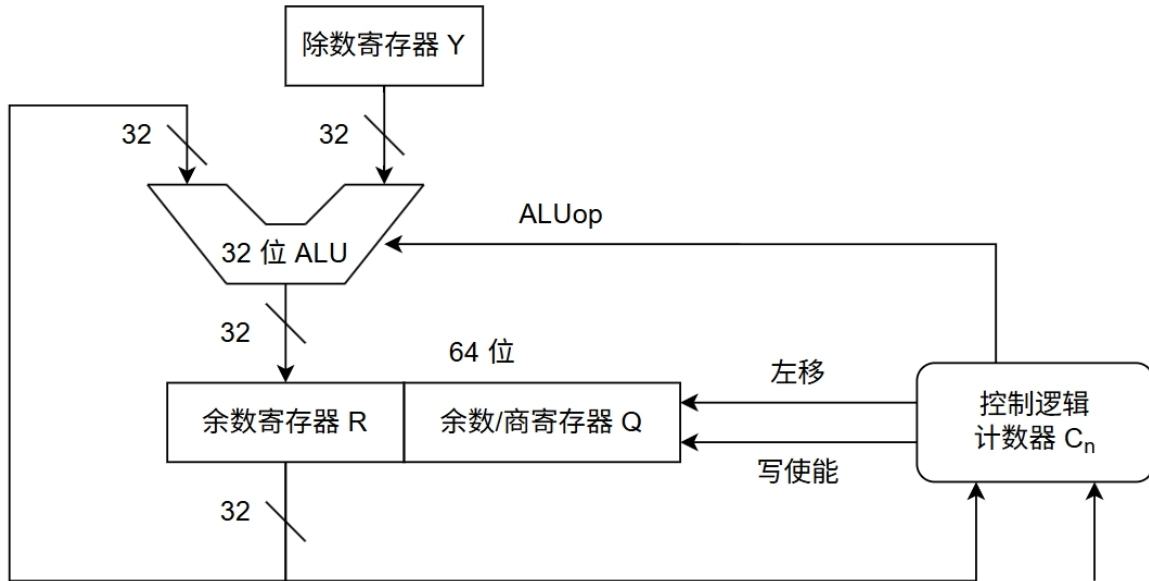 除数寄存器 Y
32
32
ALUop
32 位 ALU
32
64 位
左移
余数寄存器 R
余数/商寄存器 Q
控制逻辑
计数器 Cn
写使能
32